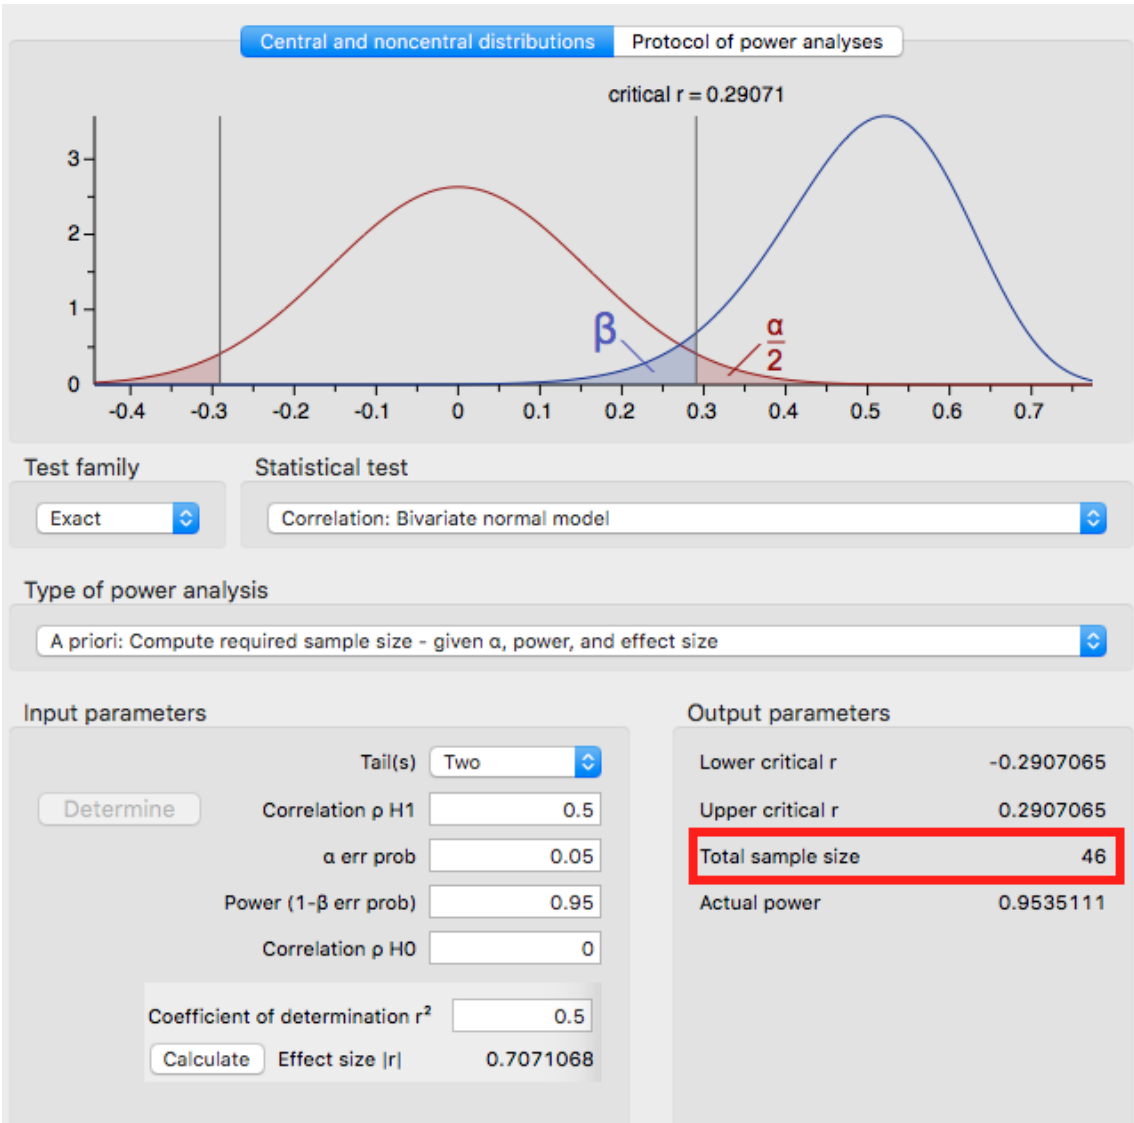 Central and noncentral distributions Protocol of power analyses
critical r = 0.29071
3
2
1
0
β
α
2
-0.4 -0.3 -0.2 -0.1 0 0.1 0.2 0.3 0.4 0.5 0.6 0.7
Test family Statistical test
Exact Correlation: Bivariate normal model
Type of power analysis
A priori: Compute required sample size - given α, power, and effect size
Input parameters Output parameters
Tail(s) Two Lower critical r -0.2907065
Determine Correlation ρ H1 0.5 Upper critical r 0.2907065
α err prob 0.05 Total sample size 46
Power (1-β err prob) 0.95 Actual power 0.9535111
Correlation ρ H0 0
Coefficient of determination r² 0.5
Calculate Effect size |r| 0.7071068